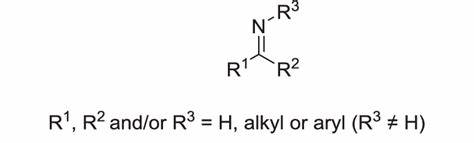 R³
N
R¹ R²
R¹, R² and/or R³ = H, alkyl or aryl (R³ ≠ H)